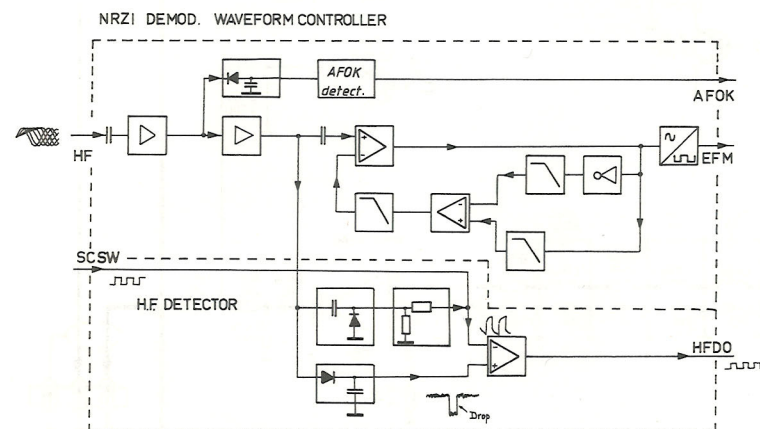 NRZI DEMOD. WAVEFORM CONTROLLER
AFOK
detect.
AFOK
HF
+
-
EFM
-
+
SCSW
H.F. DETECTOR
-
+
HFDO
Drop